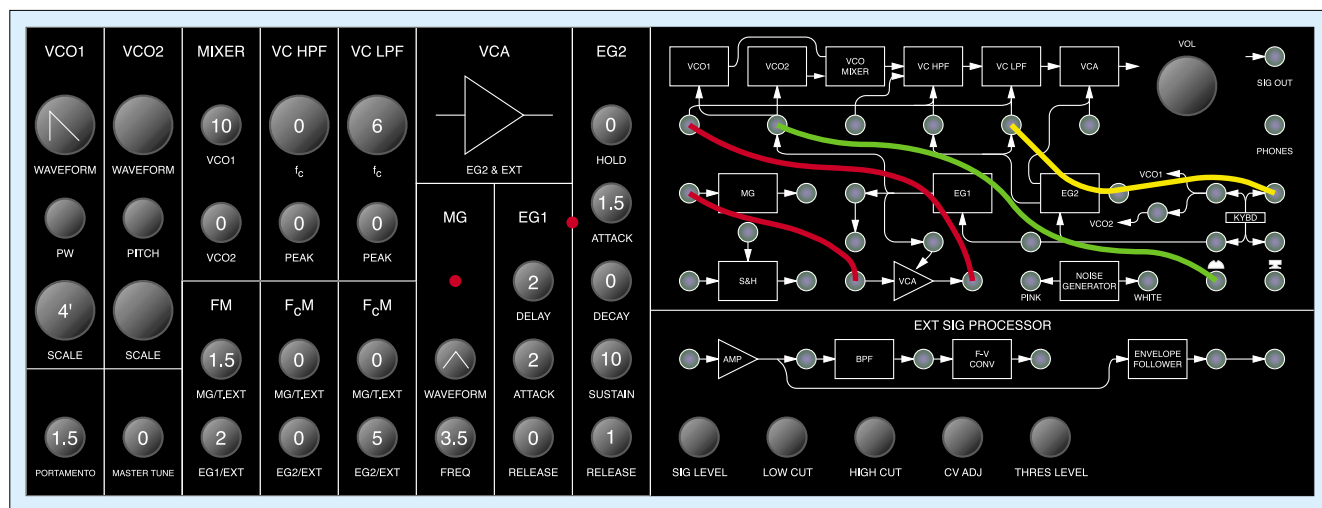 VCO1 VCO2 MIXER VC HPF VC LPF VCA EG2
10 0 6 0
WAVEFORM WAVEFORM VCO1 fc fc EG2 & EXT HOLD
MG EG1
0 0 0 1.5
PW PITCH VCO2 PEAK PEAK ATTACK
4' 2 0
SCALE SCALE FM FcM FcM DELAY DECAY
1.5 0 0 2 10
MG/T.EXT MG/T.EXT MG/T.EXT WAVEFORM ATTACK SUSTAIN
1.5 0 2 0 5 3.5 0 1
PORTAMENTO MASTER TUNE EG1/EXT EG2/EXT EG2/EXT FREQ RELEASE RELEASE
VOL
VCO1 VCO2 VCO MIXER VC HPF VC LPF VCA
SIG OUT
PHONES
MG EG1 EG2 VCO1
VCO2 KYBD
S&H VCA PINK NOISE GENERATOR WHITE
EXT SIG PROCESSOR
AMP BPF F-V CONV ENVELOPE FOLLOWER
SIG LEVEL LOW CUT HIGH CUT CV ADJ THRES LEVEL